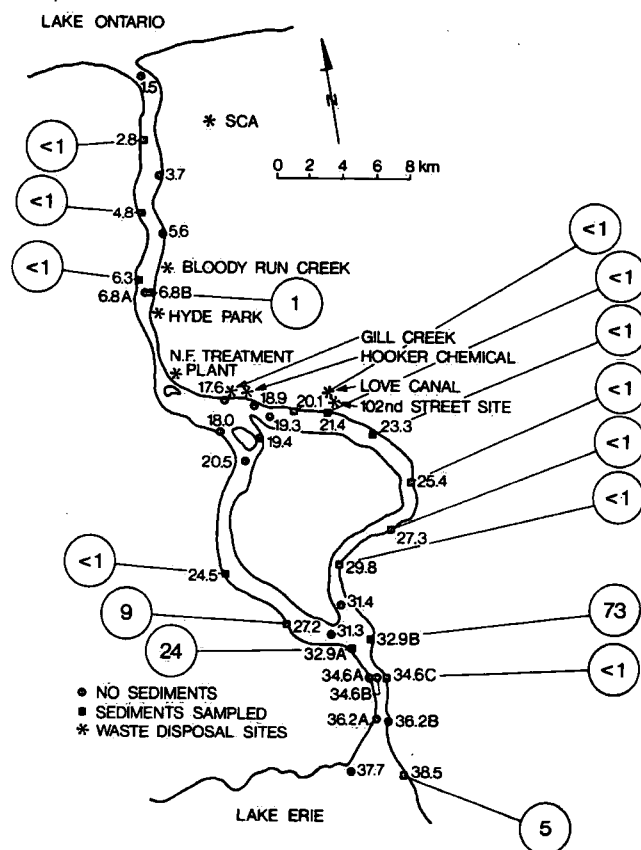 LAKE ONTARIO
1.5
* SCA
N
0 2 4 6 8 km
<1
2.8
3.7
<1
4.8
5.6
<1
* BLOODY RUN CREEK
<1
6.3
6.8A
6.8B
1
<1
* HYDE PARK
GILL CREEK
<1
N.F. TREATMENT
* PLANT
HOOKER CHEMICAL
LOVE CANAL
17.6
18.9
20.1
* 102nd STREET SITE
<1
18.0
19.3
21.4
23.3
19.4
20.5
25.4
<1
27.3
<1
<1
24.5
29.8
31.4
9
27.2
31.3
32.9B
73
24
32.9A
34.6A
34.6C
<1
34.6B
NO SEDIMENTS
SEDIMENTS SAMPLED
* WASTE DISPOSAL SITES
36.2A
36.2B
37.7
38.5
LAKE ERIE
5